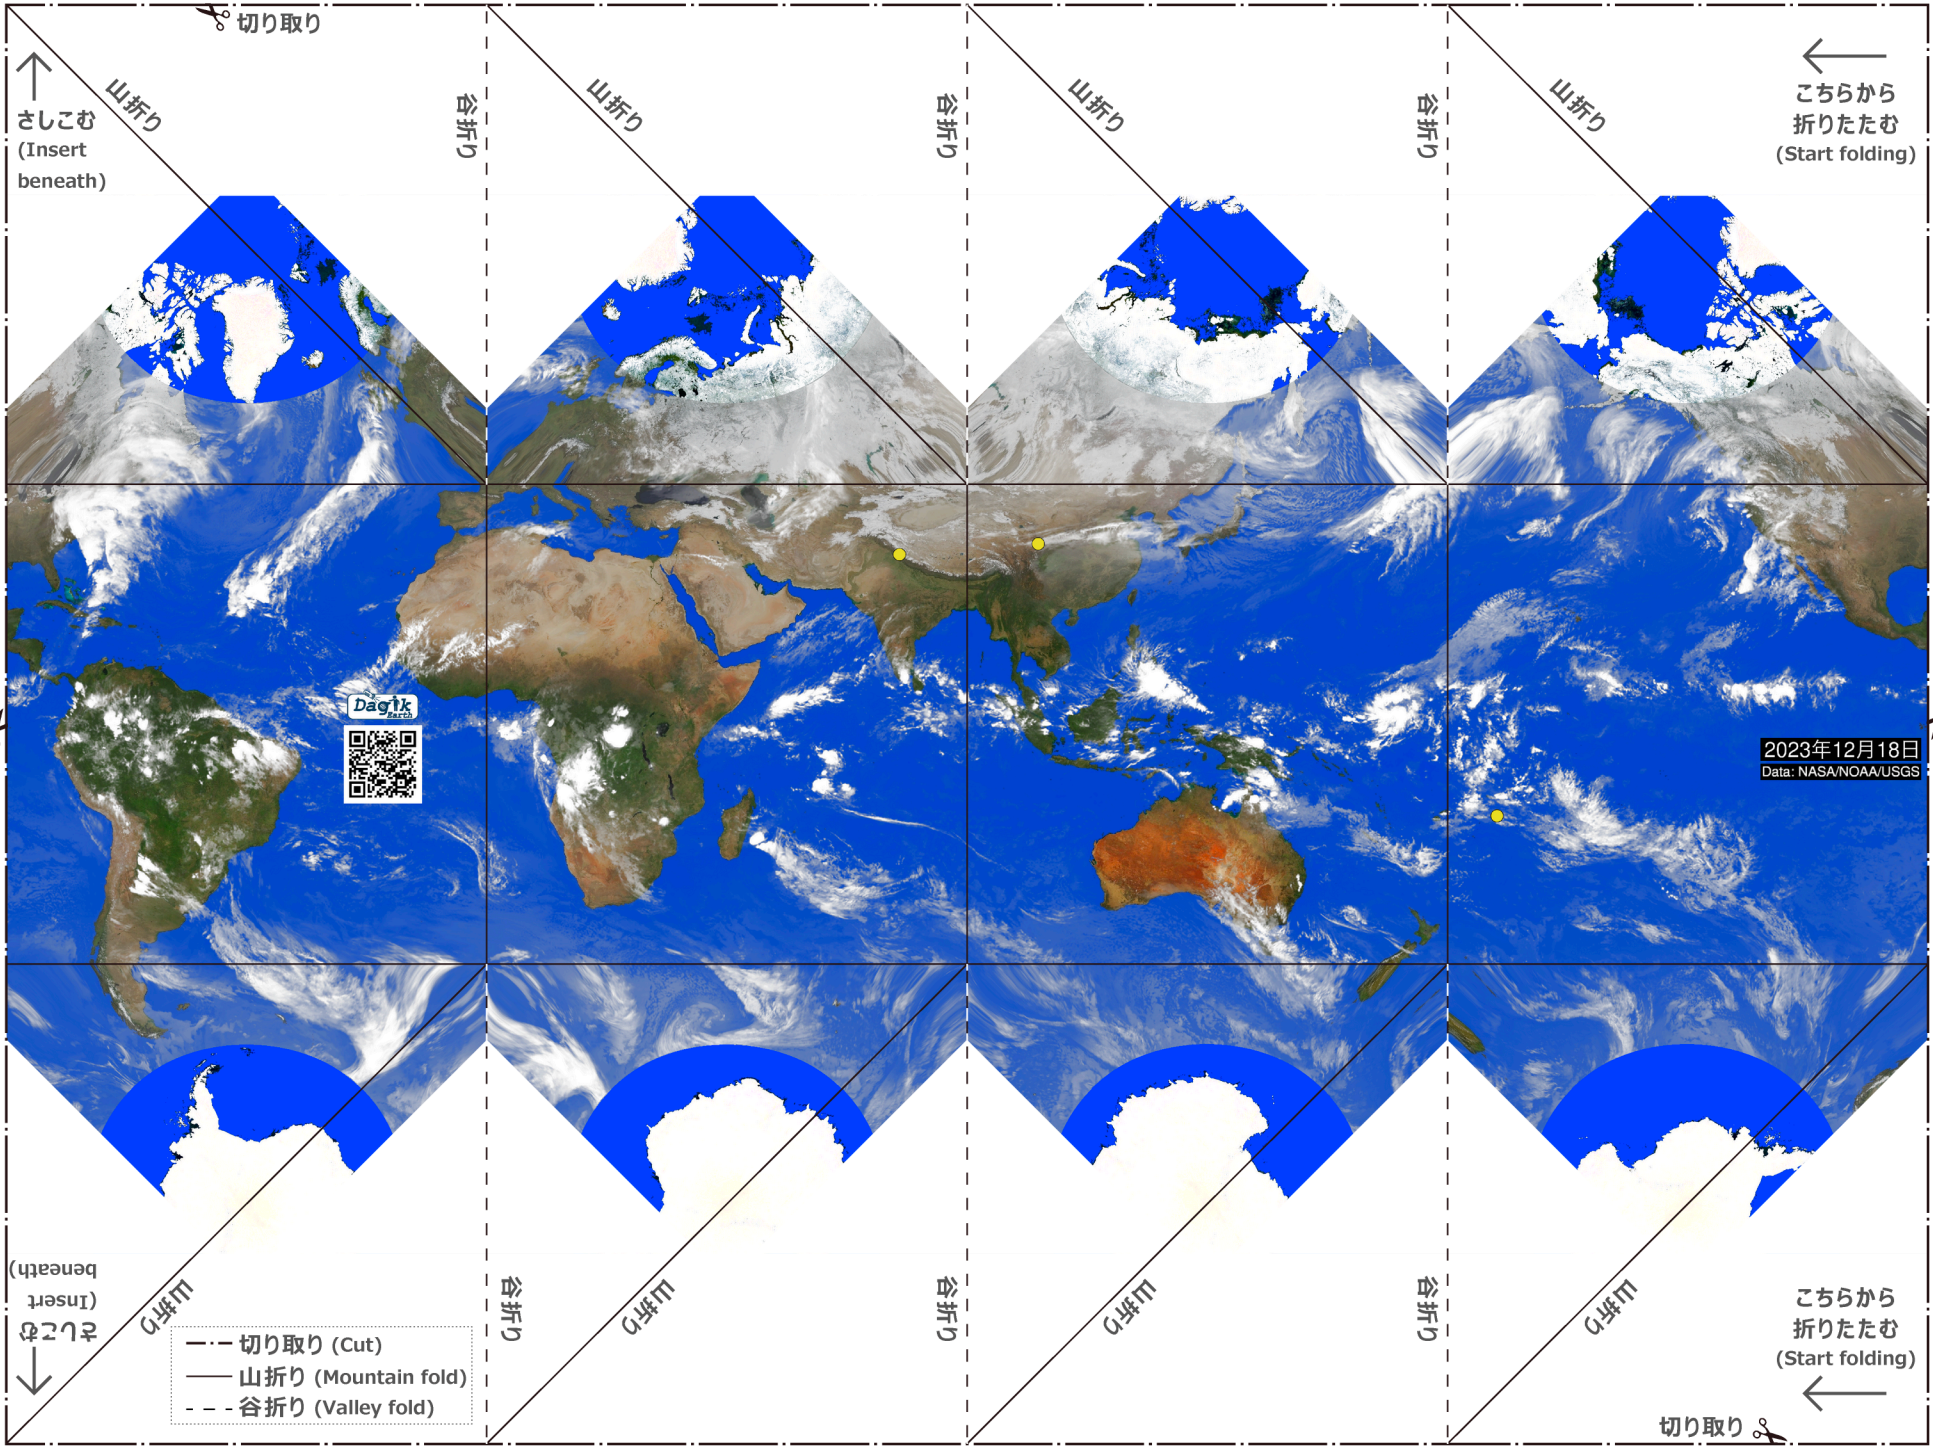 切り取り
さしこむ
(Insert
beneath)
山折り
谷折り
山折り
谷折り
山折り
谷折り
山折り
こちらから
折りたたむ
(Start folding)
Dagik
Earth
2023年12月18日
Data: NASA/NOAA/USGS
さしこむ
(Insert
beneath)
山折り
谷折り
山折り
谷折り
山折り
谷折り
山折り
こちらから
折りたたむ
(Start folding)
切り取り (Cut)
山折り (Mountain fold)
谷折り (Valley fold)
切り取り